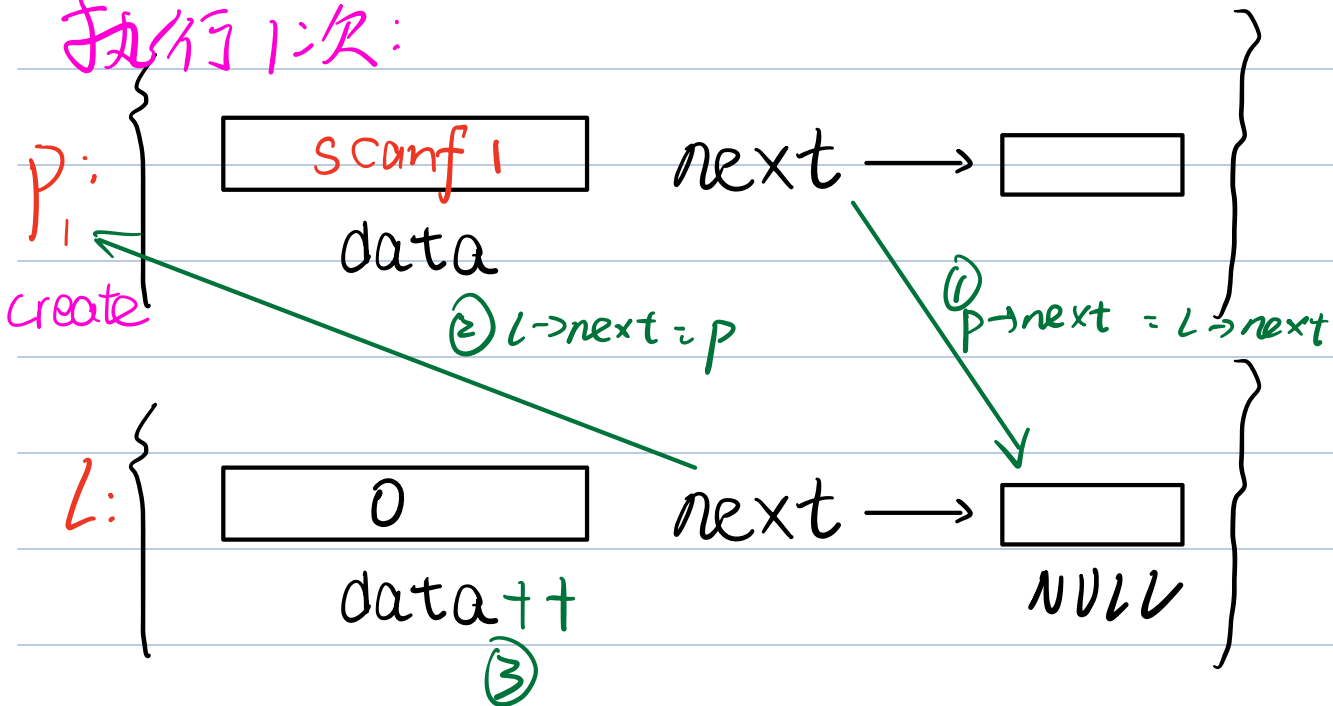 执行1次:
p1: scanf 1 next →
data
create
① p→next = L→next
② L→next = p
L: 0 next →
data++ NULL
③